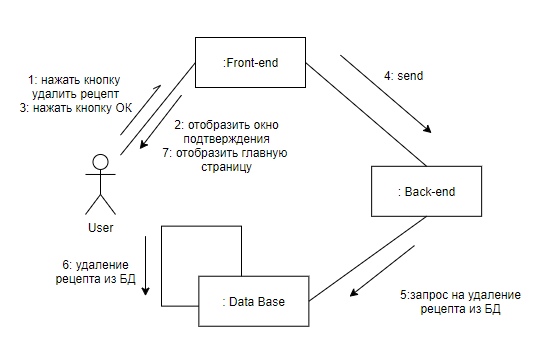 :Front-end
1: нажать кнопку
удалить рецепт
3: нажать кнопку ОК
4: send
2: отобразить окно
подтверждения
7: отобразить главную
страницу
: Back-end
User
6: удаление
рецепта из БД
: Data Base
5:запрос на удаление
рецепта из БД